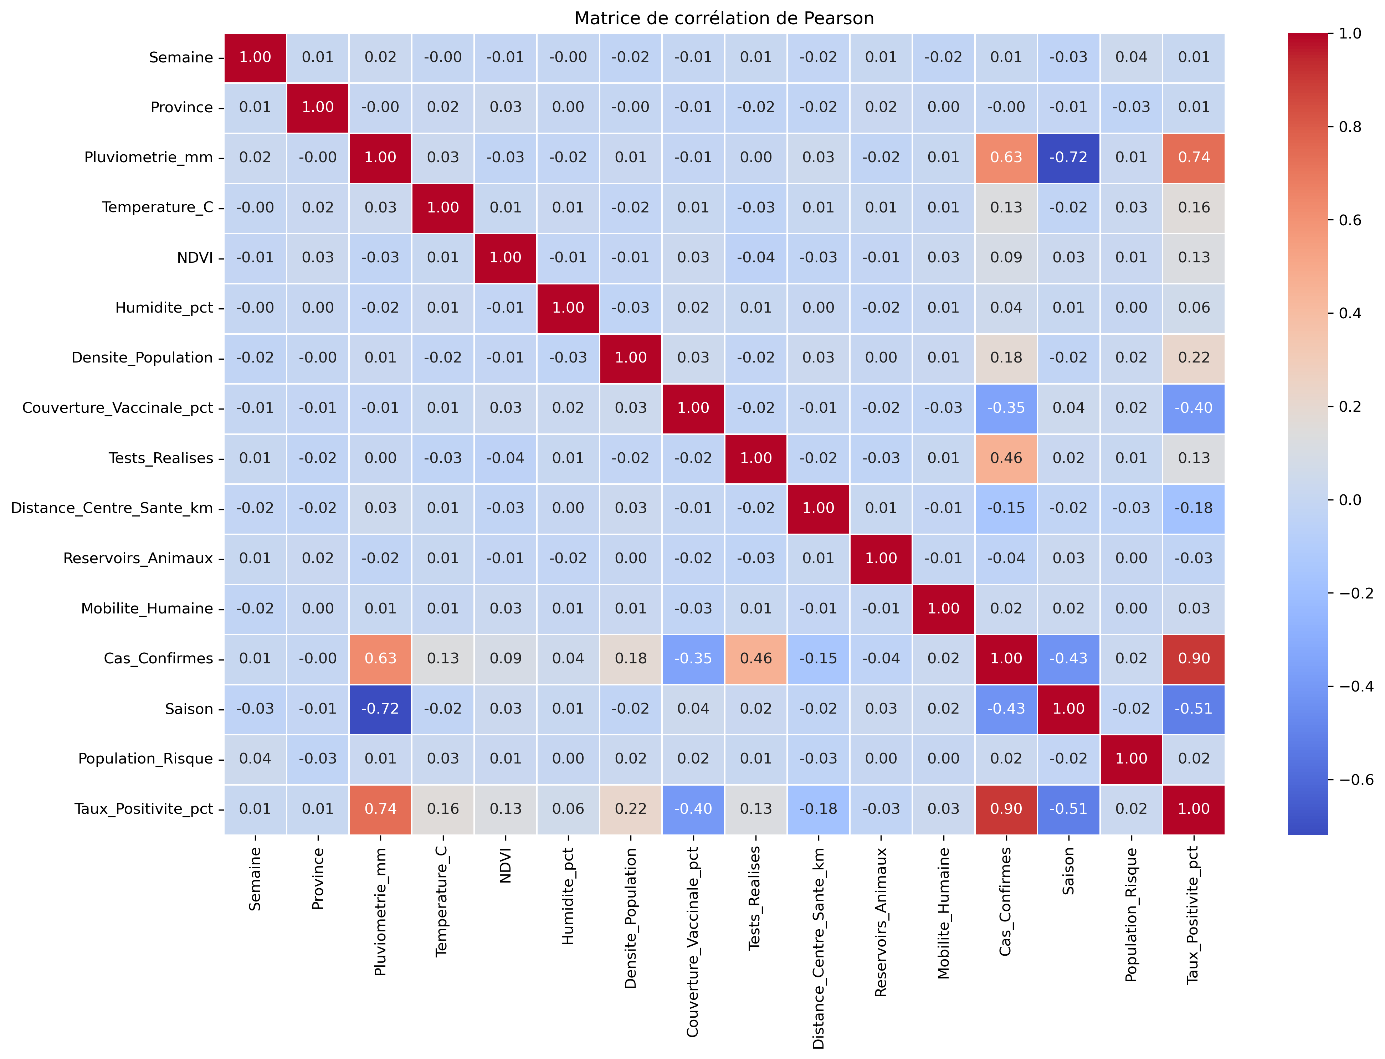 Matrice de corrélation de Pearson
Semaine 1.00 0.01 0.02 -0.00 -0.01 -0.00 -0.02 -0.01 0.01 -0.02 0.01 -0.02 0.01 -0.03 0.04 0.01
Province 0.01 1.00 -0.00 0.02 0.03 0.00 -0.00 -0.01 -0.02 -0.02 0.02 0.00 -0.00 -0.01 -0.03 0.01
Pluviometrie_mm 0.02 -0.00 1.00 0.03 -0.03 -0.02 0.01 -0.01 0.00 0.03 -0.02 0.01 0.63 -0.72 0.01 0.74
Temperature_C -0.00 0.02 0.03 1.00 0.01 0.01 -0.02 0.01 -0.03 0.01 0.01 0.01 0.13 -0.02 0.03 0.16
NDVI -0.01 0.03 -0.03 0.01 1.00 -0.01 -0.01 0.03 -0.04 -0.03 -0.01 0.03 0.09 0.03 0.01 0.13
Humidite_pct -0.00 0.00 -0.02 0.01 -0.01 1.00 -0.03 0.02 0.01 0.00 -0.02 0.01 0.04 0.01 0.00 0.06
Densite_Population -0.02 -0.00 0.01 -0.02 -0.01 -0.03 1.00 0.03 -0.02 0.03 0.00 0.01 0.18 -0.02 0.02 0.22
Couverture_Vaccinale_pct -0.01 -0.01 -0.01 0.01 0.03 0.02 0.03 1.00 -0.02 -0.01 -0.02 -0.03 -0.35 0.04 0.02 -0.40
Tests_Realises 0.01 -0.02 0.00 -0.03 -0.04 0.01 -0.02 -0.02 1.00 -0.02 -0.03 0.01 0.46 0.02 0.01 0.13
Distance_Centre_Sante_km -0.02 -0.02 0.03 0.01 -0.03 0.00 0.03 -0.01 -0.02 1.00 0.01 -0.01 -0.15 -0.02 -0.03 -0.18
Reservoirs_Animaux 0.01 0.02 -0.02 0.01 -0.01 -0.02 0.00 -0.02 -0.03 0.01 1.00 -0.01 -0.04 0.03 0.00 -0.03
Mobilite_Humaine -0.02 0.00 0.01 0.01 0.03 0.01 0.01 -0.03 0.01 -0.01 -0.01 1.00 0.02 0.02 0.00 0.03
Cas_Confirmes 0.01 -0.00 0.63 0.13 0.09 0.04 0.18 -0.35 0.46 -0.15 -0.04 0.02 1.00 -0.43 0.02 0.90
Saison -0.03 -0.01 -0.72 -0.02 0.03 0.01 -0.02 0.04 0.02 -0.02 0.03 0.02 -0.43 1.00 -0.02 -0.51
Population_Risque 0.04 -0.03 0.01 0.03 0.01 0.00 0.02 0.02 0.01 -0.03 0.00 0.00 0.02 -0.02 1.00 0.02
Taux_Positivite_pct 0.01 0.01 0.74 0.16 0.13 0.06 0.22 -0.40 0.13 -0.18 -0.03 0.03 0.90 -0.51 0.02 1.00
Semaine
Province
Pluviometrie_mm
Temperature_C
NDVI
Humidite_pct
Densite_Population
Couverture_Vaccinale_pct
Tests_Realises
Distance_Centre_Sante_km
Reservoirs_Animaux
Mobilite_Humaine
Cas_Confirmes
Saison
Population_Risque
Taux_Positivite_pct
1.0
0.8
0.6
0.4
0.2
0.0
−0.2
−0.4
−0.6